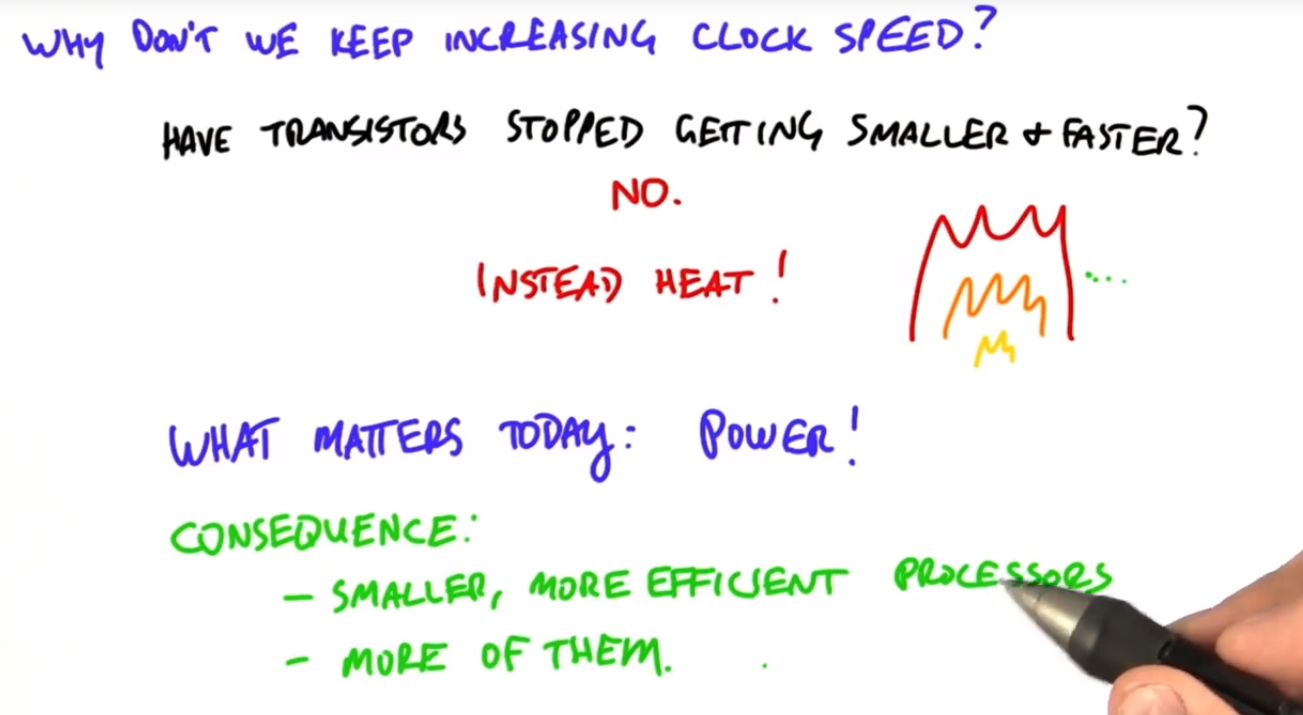 WHY DON'T WE KEEP INCREASING CLOCK SPEED?
HAVE TRANSISTORS STOPPED GETTING SMALLER + FASTER?
NO.
INSTEAD HEAT!
WHAT MATTERS TODAY: POWER!
CONSEQUENCE:
- SMALLER, MORE EFFICIENT PROCESSORS
- MORE OF THEM.